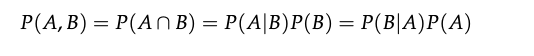 P(A, B) = P(A ∩ B) = P(A|B)P(B) = P(B|A)P(A)